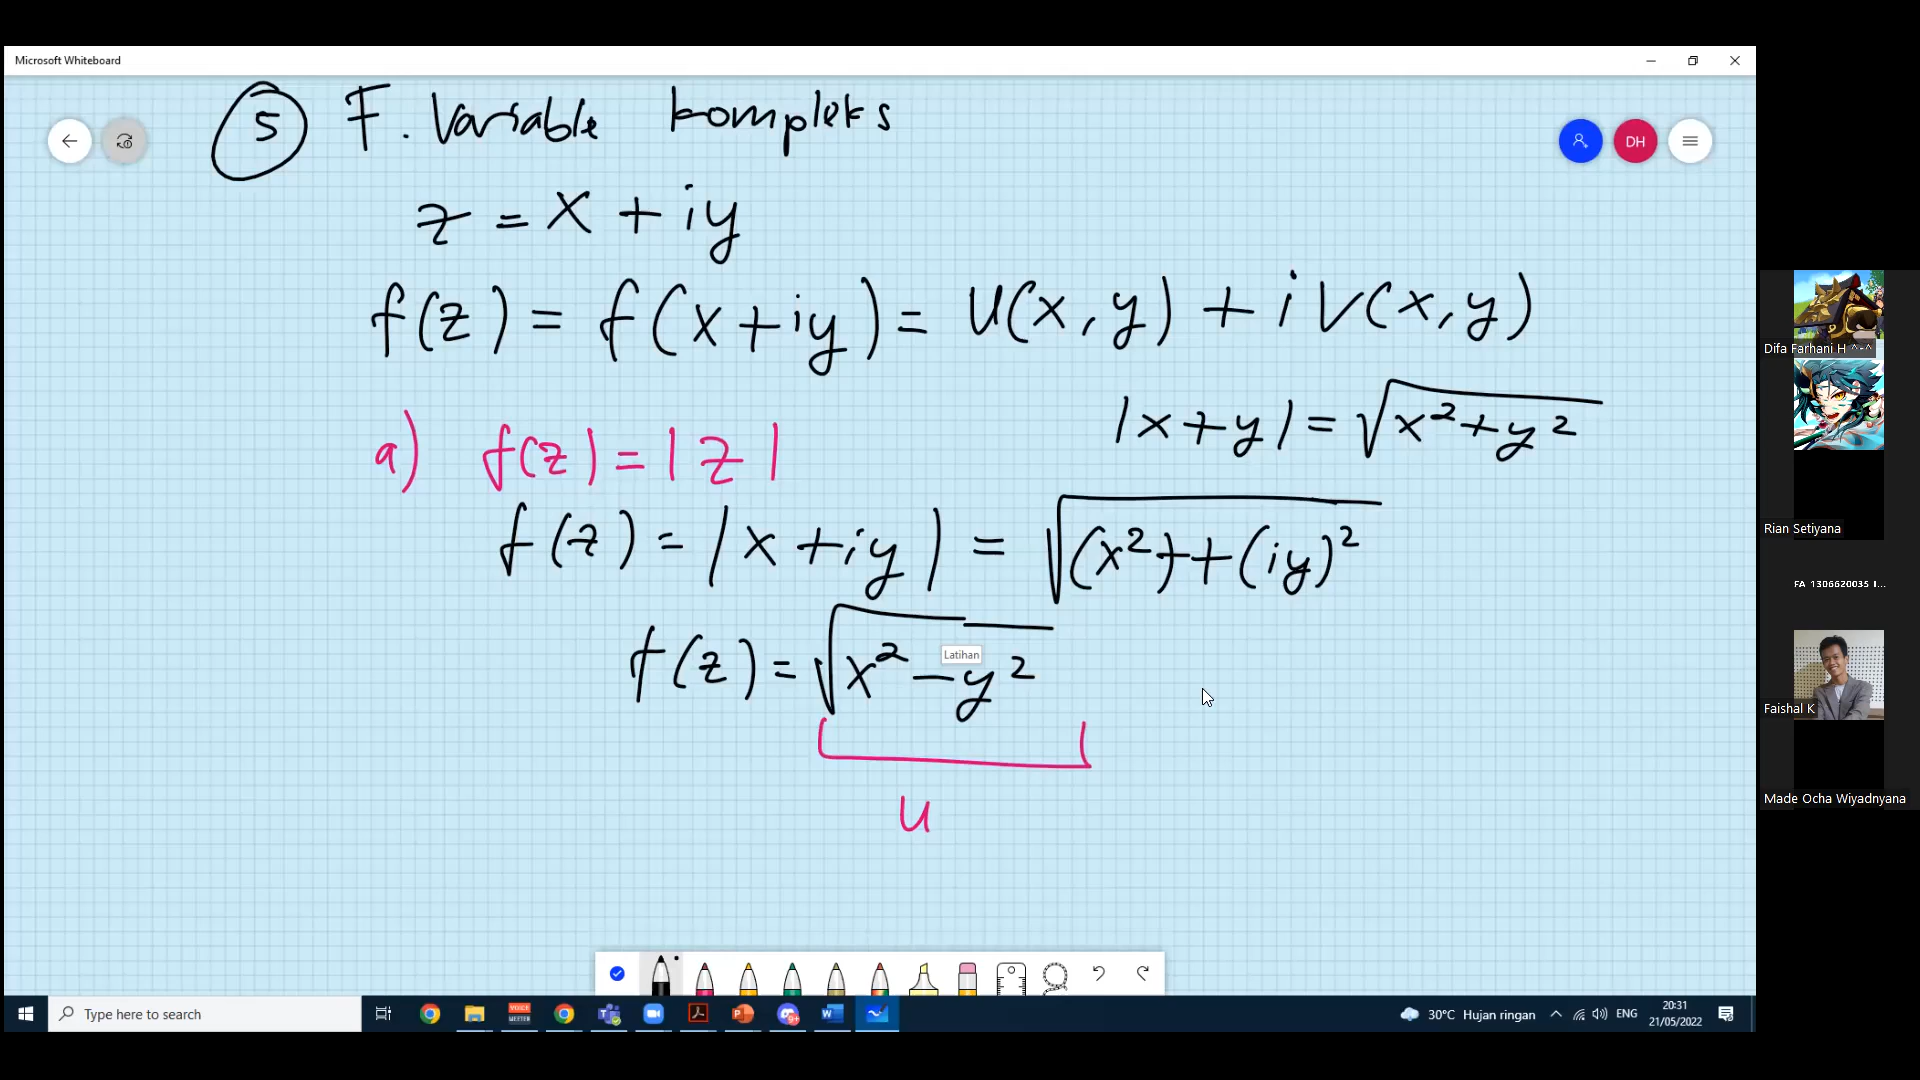 Microsoft Whiteboard
5 F. Variable kompleks
DH
z = x + iy
f(z) = f(x+iy) = u(x,y) + i v(x,y)
|x+y| = √x²+y²
a) f(z) = |z|
f(z) = |x+iy| = √(x²)+(iy)²
f(z) = √x²-y²
Latihan
u
Difa Farhani H ^-^
Rian Setiyana
FA_1306620035_I...
Faishal K
Made Ocha Wiyadnyana
Type here to search
30°C Hujan ringan
ENG
20:31
21/05/2022